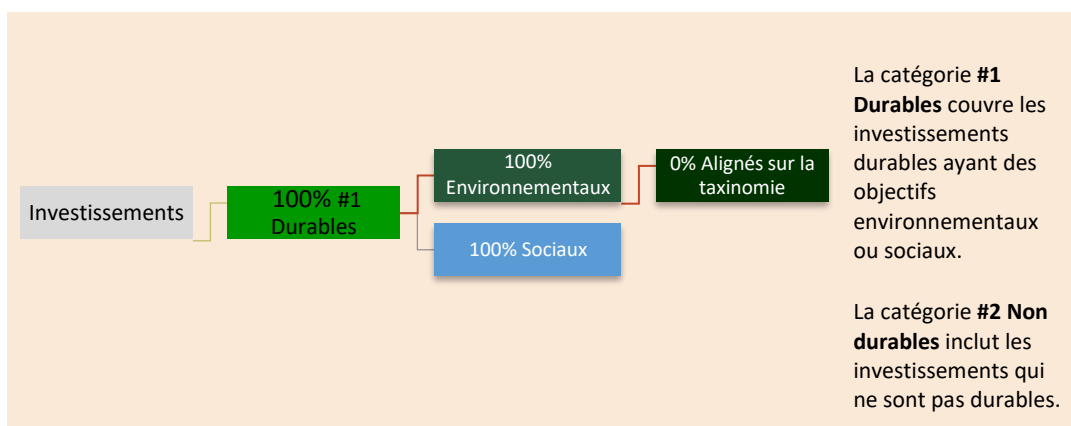 Investissements
100% #1
Durables
100%
Environnementaux
100% Sociaux
0% Alignés sur la
taxinomie
La catégorie #1
Durables couvre les
investissements
durables ayant des
objectifs
environnementaux
ou sociaux.
La catégorie #2 Non
durables inclut les
investissements qui
ne sont pas durables.